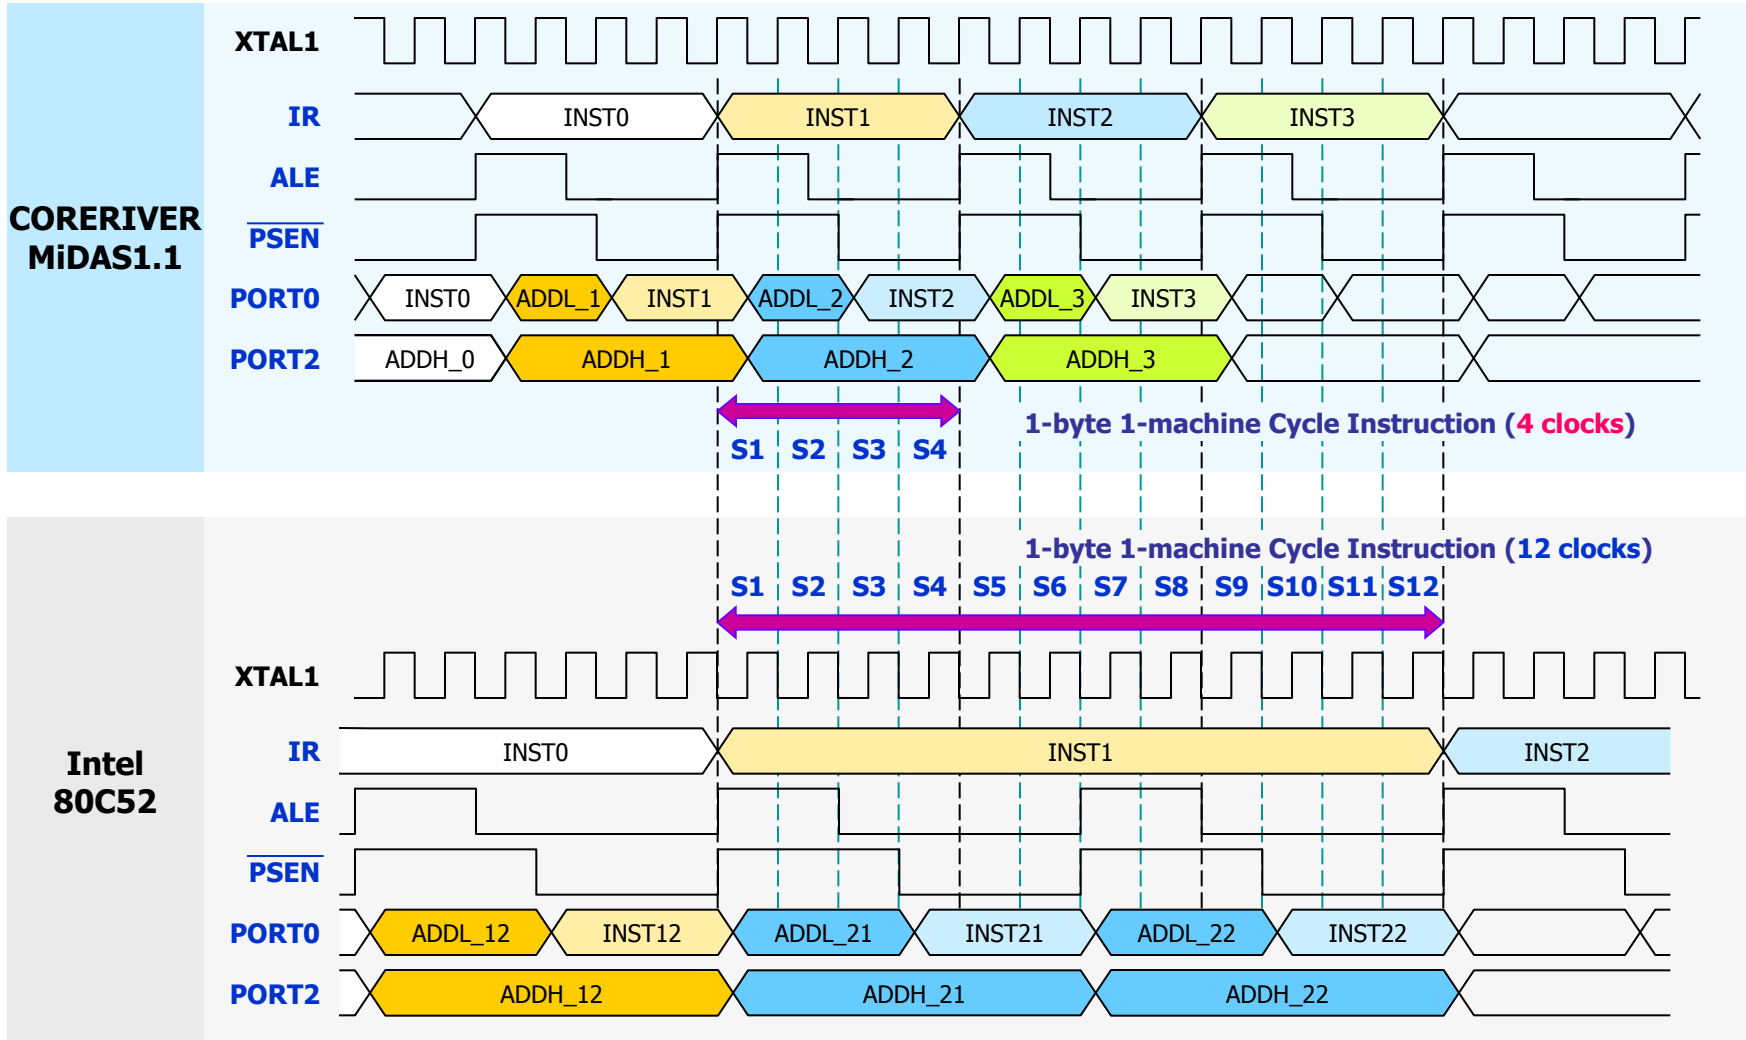 CORERIVER
MiDAS1.1
XTAL1
IR INST0 INST1 INST2 INST3
ALE
PSEN
PORT0 INST0 ADDL_1 INST1 ADDL_2 INST2 ADDL_3 INST3
PORT2 ADDH_0 ADDH_1 ADDH_2 ADDH_3
1-byte 1-machine Cycle Instruction (4 clocks)
S1 S2 S3 S4
Intel
80C52
1-byte 1-machine Cycle Instruction (12 clocks)
S1 S2 S3 S4 S5 S6 S7 S8 S9 S10 S11 S12
XTAL1
IR INST0 INST1 INST2
ALE
PSEN
PORT0 ADDL_12 INST12 ADDL_21 INST21 ADDL_22 INST22
PORT2 ADDH_12 ADDH_21 ADDH_22